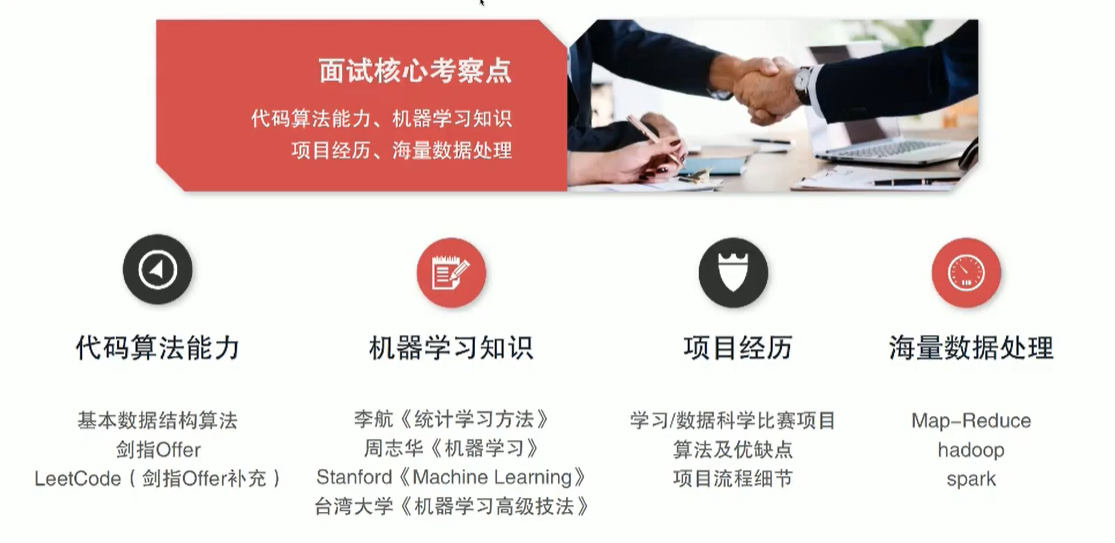 面试核心考察点
代码算法能力、机器学习知识
项目经历、海量数据处理
代码算法能力
基本数据结构算法
剑指Offer
LeetCode（剑指Offer补充）
机器学习知识
李航《统计学习方法》
周志华《机器学习》
Stanford《Machine Learning》
台湾大学《机器学习高级技法》
项目经历
学习/数据科学比赛项目
算法及优缺点
项目流程细节
海量数据处理
Map-Reduce
hadoop
spark